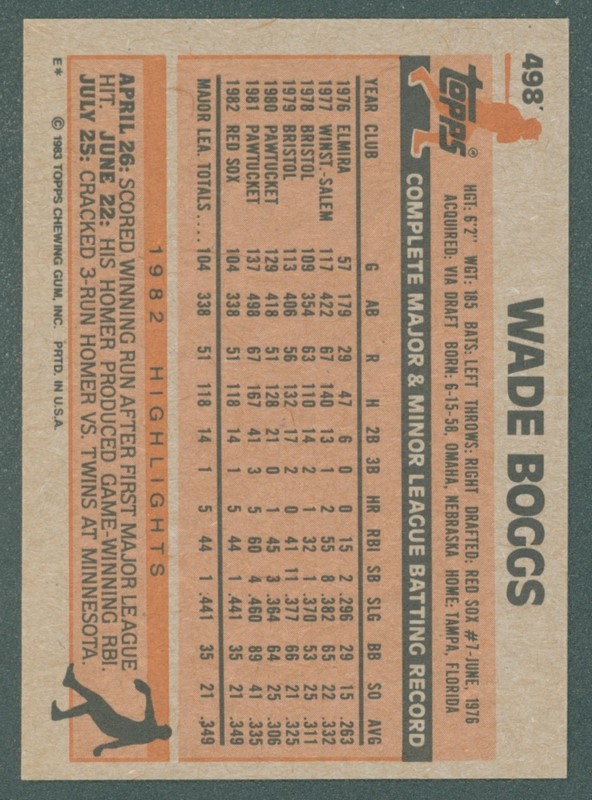 498
WADE BOGGS
topps®
HGT: 6'2" WGT: 185 BATS: LEFT THROWS: RIGHT DRAFTED: RED SOX #7-JUNE, 1976
ACQUIRED: VIA DRAFT BORN: 6-15-58, OMAHA, NEBRASKA HOME: TAMPA, FLORIDA
COMPLETE MAJOR & MINOR LEAGUE BATTING RECORD
YEAR CLUB G AB R H 2B 3B HR RBI SB SLG BB SO AVG
1976 ELMIRA 57 179 29 47 6 0 0 15 2 .296 29 15 .263
1977 WINST.-SALEM 117 422 67 140 13 1 2 55 8 .382 65 22 .332
1978 BRISTOL 109 354 63 110 14 2 1 32 1 .370 53 25 .311
1979 BRISTOL 113 406 56 132 17 2 0 41 11 .377 66 21 .325
1980 PAWTUCKET 129 418 51 128 21 0 1 45 3 .364 64 25 .306
1981 PAWTUCKET 137 498 67 167 41 3 5 60 4 .460 89 41 .335
1982 RED SOX 104 338 51 118 14 1 5 44 1 .441 35 21 .349
MAJOR LEA. TOTALS.... 104 338 51 118 14 1 5 44 1 .441 35 21 .349
1982 HIGHLIGHTS
APRIL 26: SCORED WINNING RUN AFTER FIRST MAJOR LEAGUE
HIT. JUNE 22: HIS HOMER PRODUCED GAME-WINNING RBI.
JULY 25: CRACKED 3-RUN HOMER VS. TWINS AT MINNESOTA.
E* © 1983 TOPPS CHEWING GUM, INC. PRTD. IN U.S.A.